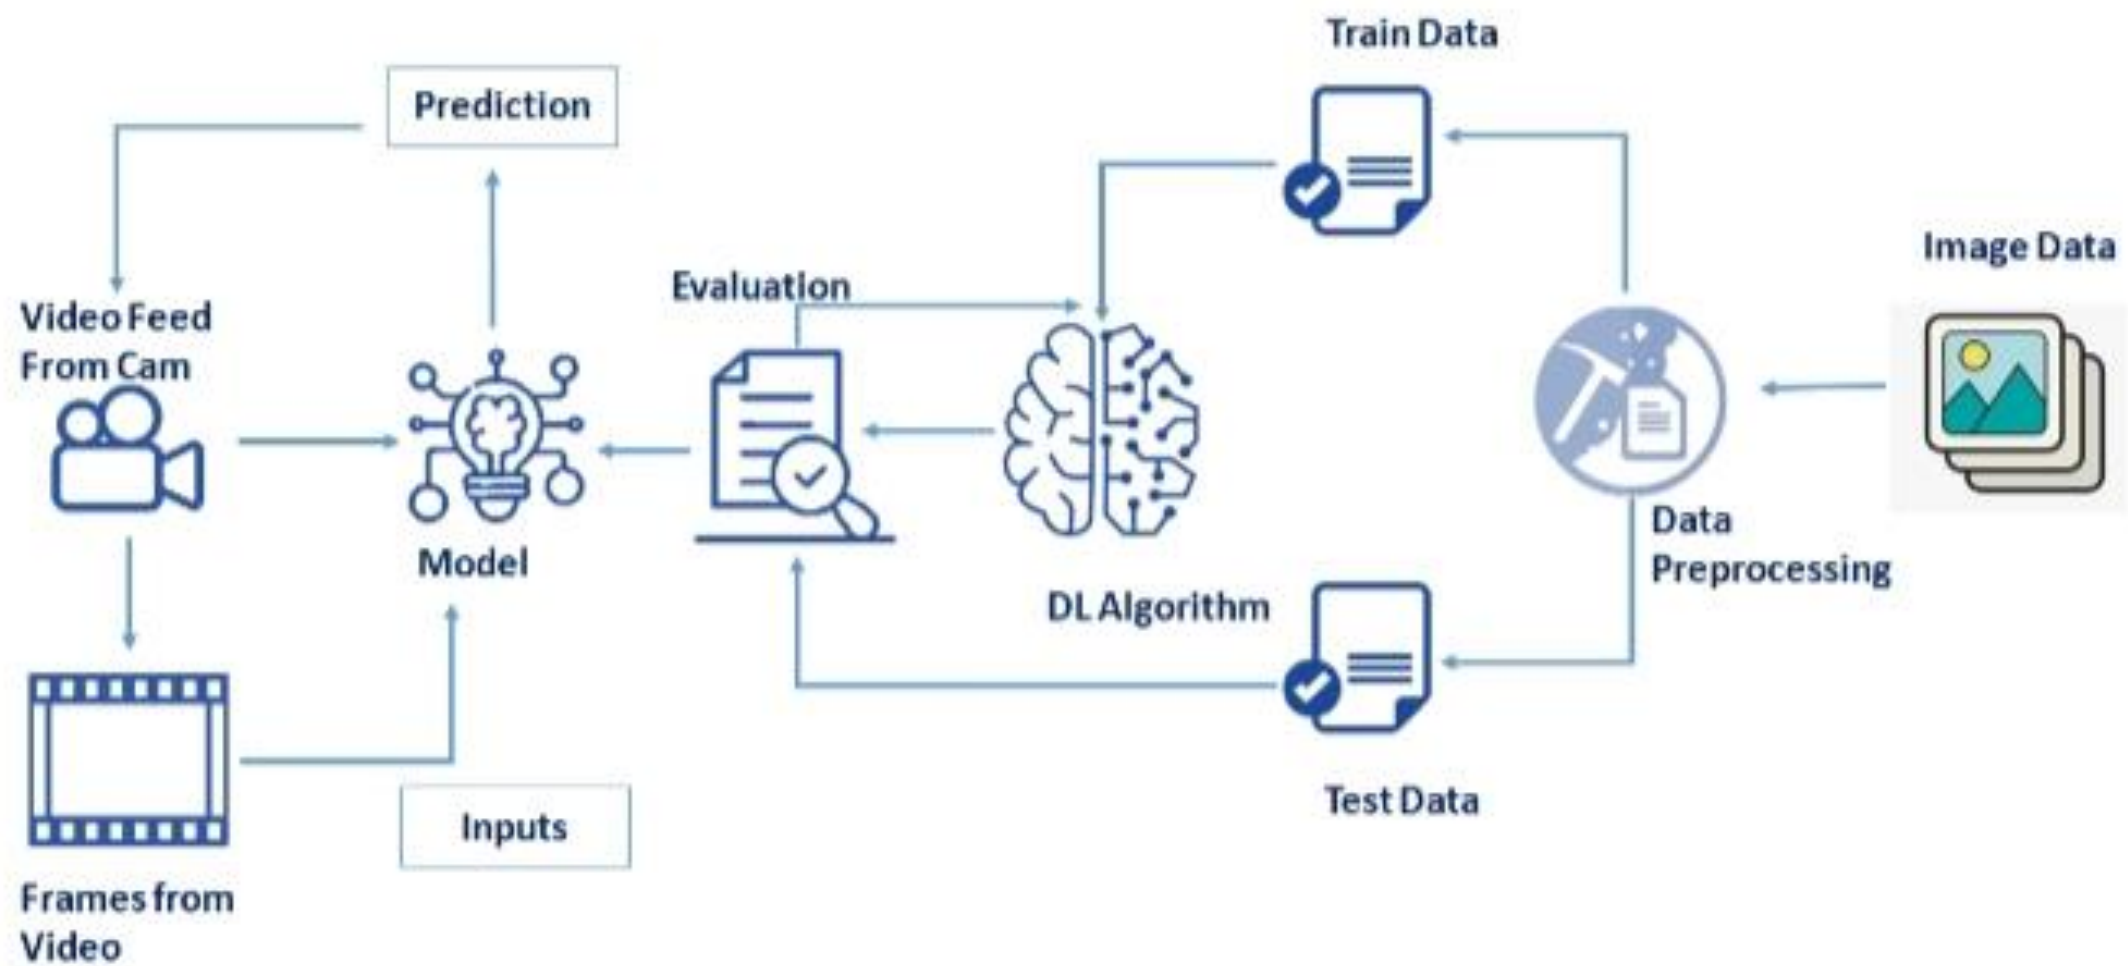 Train Data
Prediction
Image Data
Evaluation
Video Feed
From Cam
Data
Preprocessing
Model
DL Algorithm
Test Data
Inputs
Frames from
Video